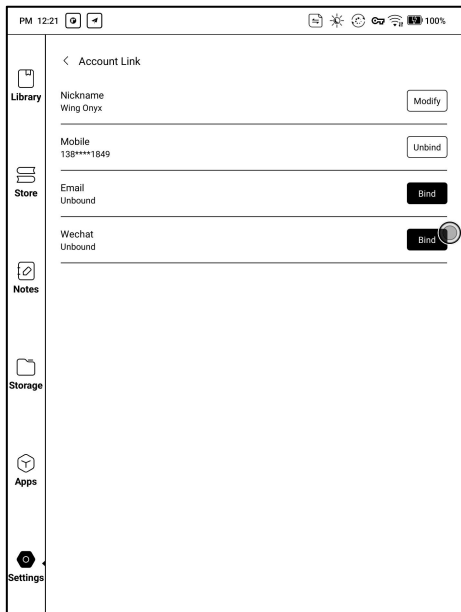 PM 12:21
100%
Account Link
Nickname
Wing Onyx
Modify
Mobile
138****1849
Unbind
Email
Unbound
Bind
Wechat
Unbound
Bind
Library
Store
Notes
Storage
Apps
Settings